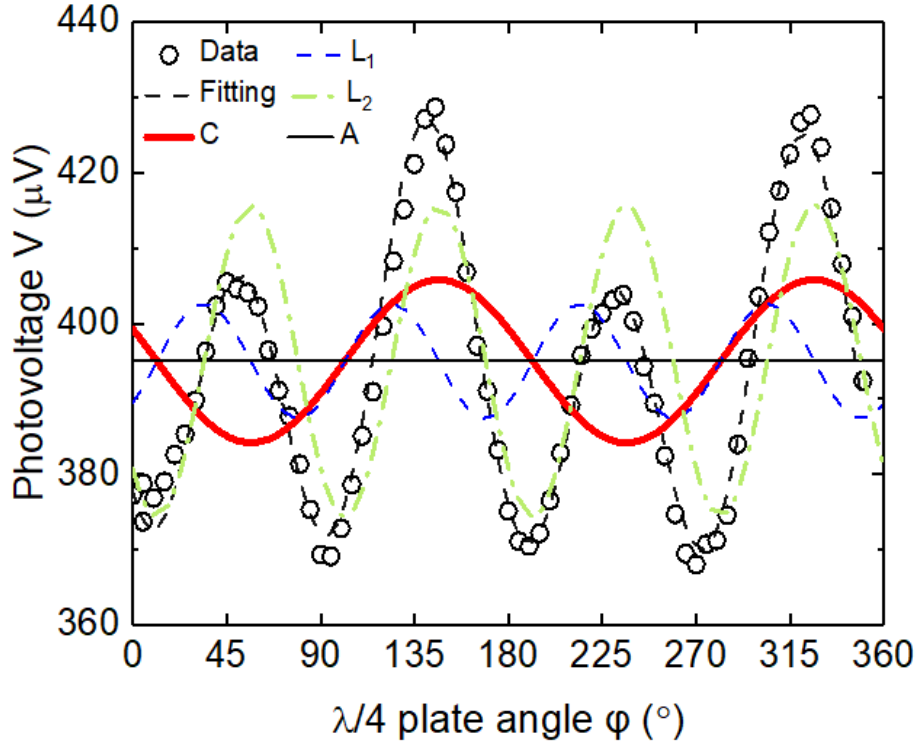 440
420
400
380
360
Photovoltage V (μV)
Data
L₁
Fitting
L₂
C
A
0 45 90 135 180 225 270 315 360
λ/4 plate angle φ (°)